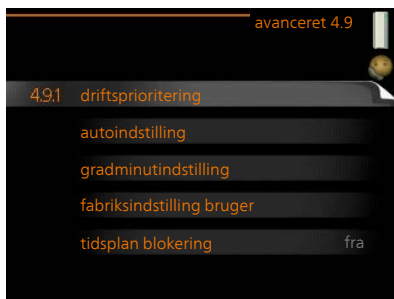 avanceret 4.9
4.9.1 driftsprioritering
autoindstilling
gradminutindstilling
fabriksindstilling bruger
tidsplan blokering fra